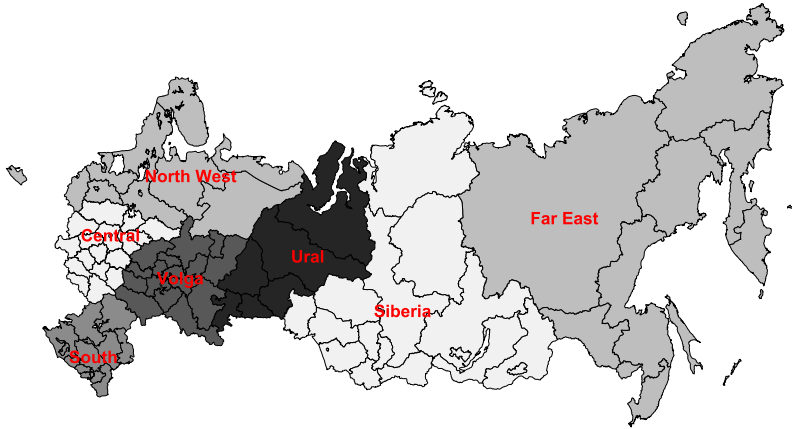 North West
Far East
Central
Ural
Volga
Siberia
South